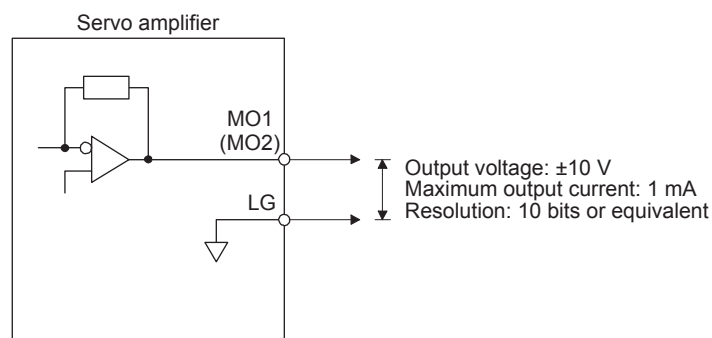 Servo amplifier
MO1
(MO2)
LG
Output voltage: ±10 V
Maximum output current: 1 mA
Resolution: 10 bits or equivalent